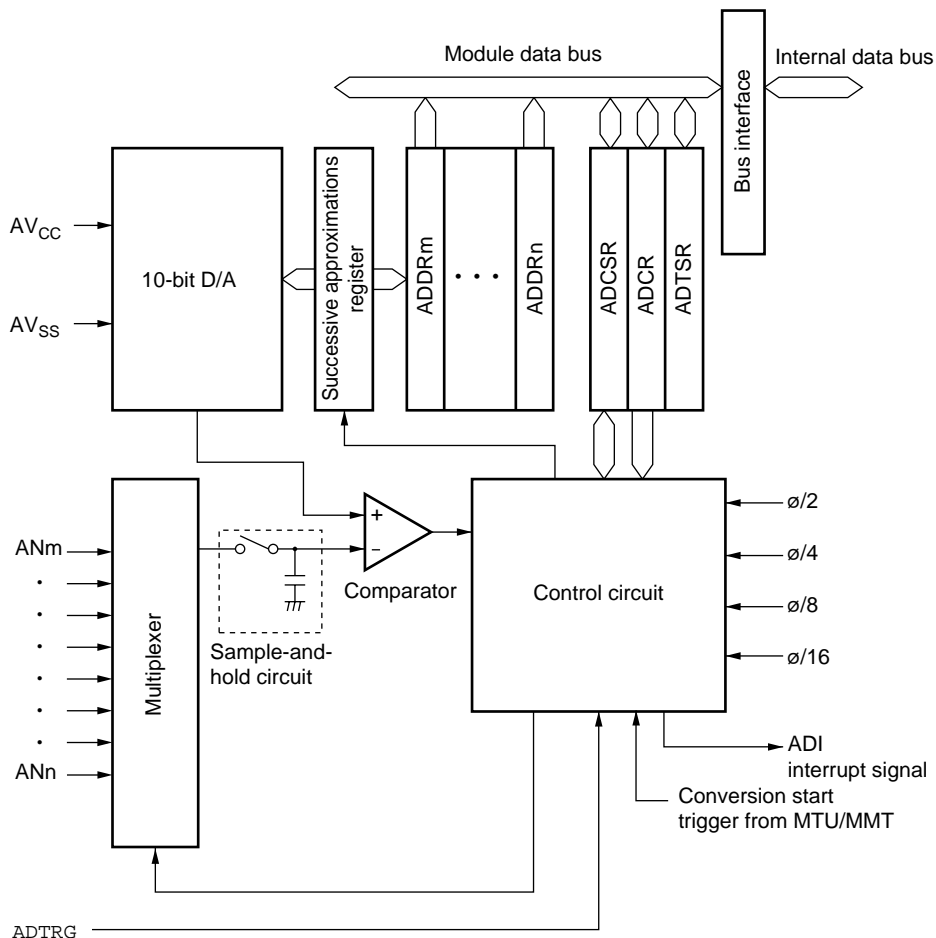 Module data bus
Internal data bus
Bus interface
AVCC
AVSS
10-bit D/A
Successive approximations
register
ADDRm
• • •
ADDRn
ADCSR
ADCR
ADTSR
ANm
•
•
•
•
•
•
ANn
Multiplexer
Sample-and-
hold circuit
+
−
Comparator
Control circuit
ø/2
ø/4
ø/8
ø/16
ADI
interrupt signal
Conversion start
trigger from MTU/MMT
ADTRG